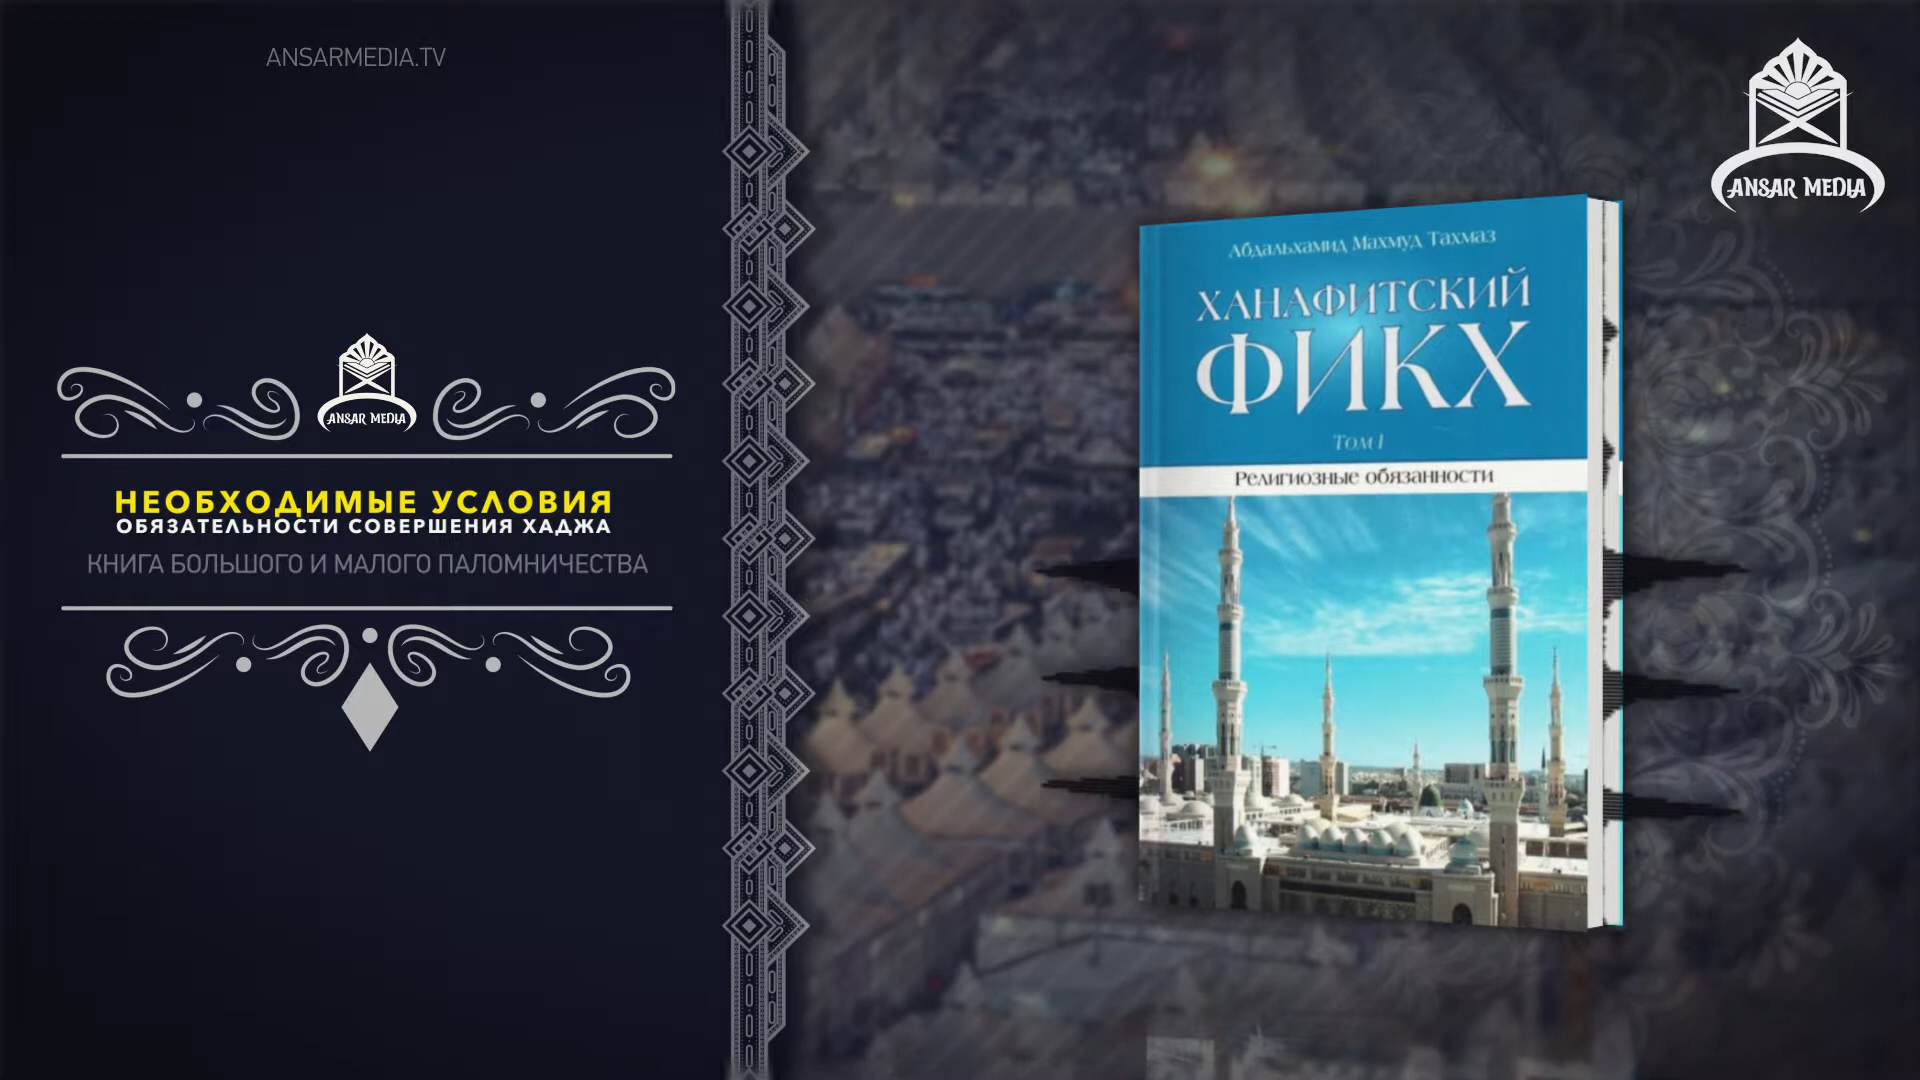 ANSARMEDIA.TV
ANSAR MEDIA
НЕОБХОДИМЫЕ УСЛОВИЯ
ОБЯЗАТЕЛЬНОСТИ СОВЕРШЕНИЯ ХАДЖА
КНИГА БОЛЬШОГО И МАЛОГО ПАЛОМНИЧЕСТВА
ANSAR MEDIA
Абдальхамид Махмуд Тахмаз
ХАНАФИТСКИЙ
ФИКХ
Том I
Религиозные обязанности